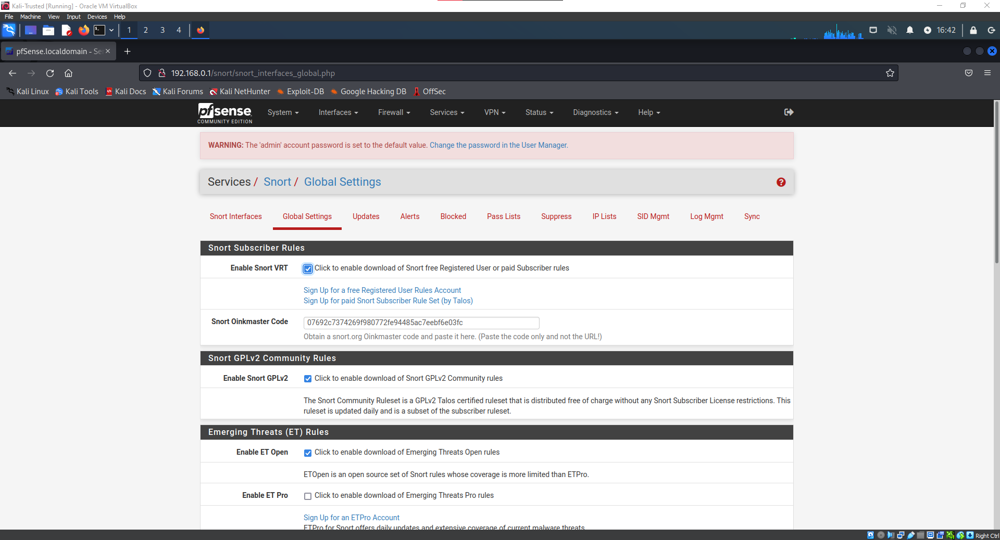 Kali-Trusted [Running] - Oracle VM VirtualBox
File Machine View Input Devices Help
1 2 3 4 16:42
pfSense.localdomain - Se
192.168.0.1/snort/snort_interfaces_global.php
Kali Linux Kali Tools Kali Docs Kali Forums Kali NetHunter Exploit-DB Google Hacking DB OffSec
pfsense System Interfaces Firewall Services VPN Status Diagnostics Help
COMMUNITY EDITION
WARNING: The 'admin' account password is set to the default value. Change the password in the User Manager.
Services / Snort / Global Settings
Snort Interfaces Global Settings Updates Alerts Blocked Pass Lists Suppress IP Lists SID Mgmt Log Mgmt Sync
Snort Subscriber Rules
Enable Snort VRT Click to enable download of Snort free Registered User or paid Subscriber rules
Sign Up for a free Registered User Rules Account
Sign Up for paid Snort Subscriber Rule Set (by Talos)
Snort Oinkmaster Code 07692c7374269f980772fe94485ac7eebf6e03fc
Obtain a snort.org Oinkmaster code and paste it here. (Paste the code only and not the URL!)
Snort GPLv2 Community Rules
Enable Snort GPLv2 Click to enable download of Snort GPLv2 Community rules
The Snort Community Ruleset is a GPLv2 Talos certified ruleset that is distributed free of charge without any Snort Subscriber License restrictions. This
ruleset is updated daily and is a subset of the subscriber ruleset.
Emerging Threats (ET) Rules
Enable ET Open Click to enable download of Emerging Threats Open rules
ETOpen is an open source set of Snort rules whose coverage is more limited than ETPro.
Enable ET Pro Click to enable download of Emerging Threats Pro rules
Sign Up for an ETPro Account
ETPro for Snort offers daily updates and extensive coverage of current malware threats.
Right Ctrl